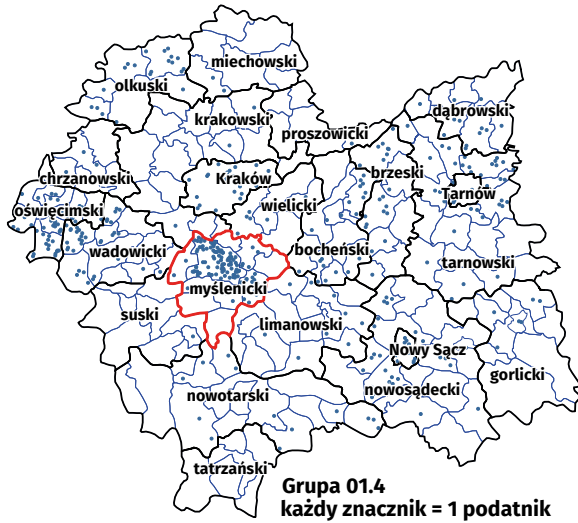 miechowski
olkuski
dąbrowski
krakowski
proszowicki
brzeski
chrzanowski
Kraków
Tarnów
oświęcimski
wielicki
wadowicki
bocheński
tarnowski
myślenicki
suski
limanowski
Nowy Sącz
gorlicki
nowotarski
nowosądecki
tatrzański
Grupa 01.4
każdy znacznik = 1 podatnik